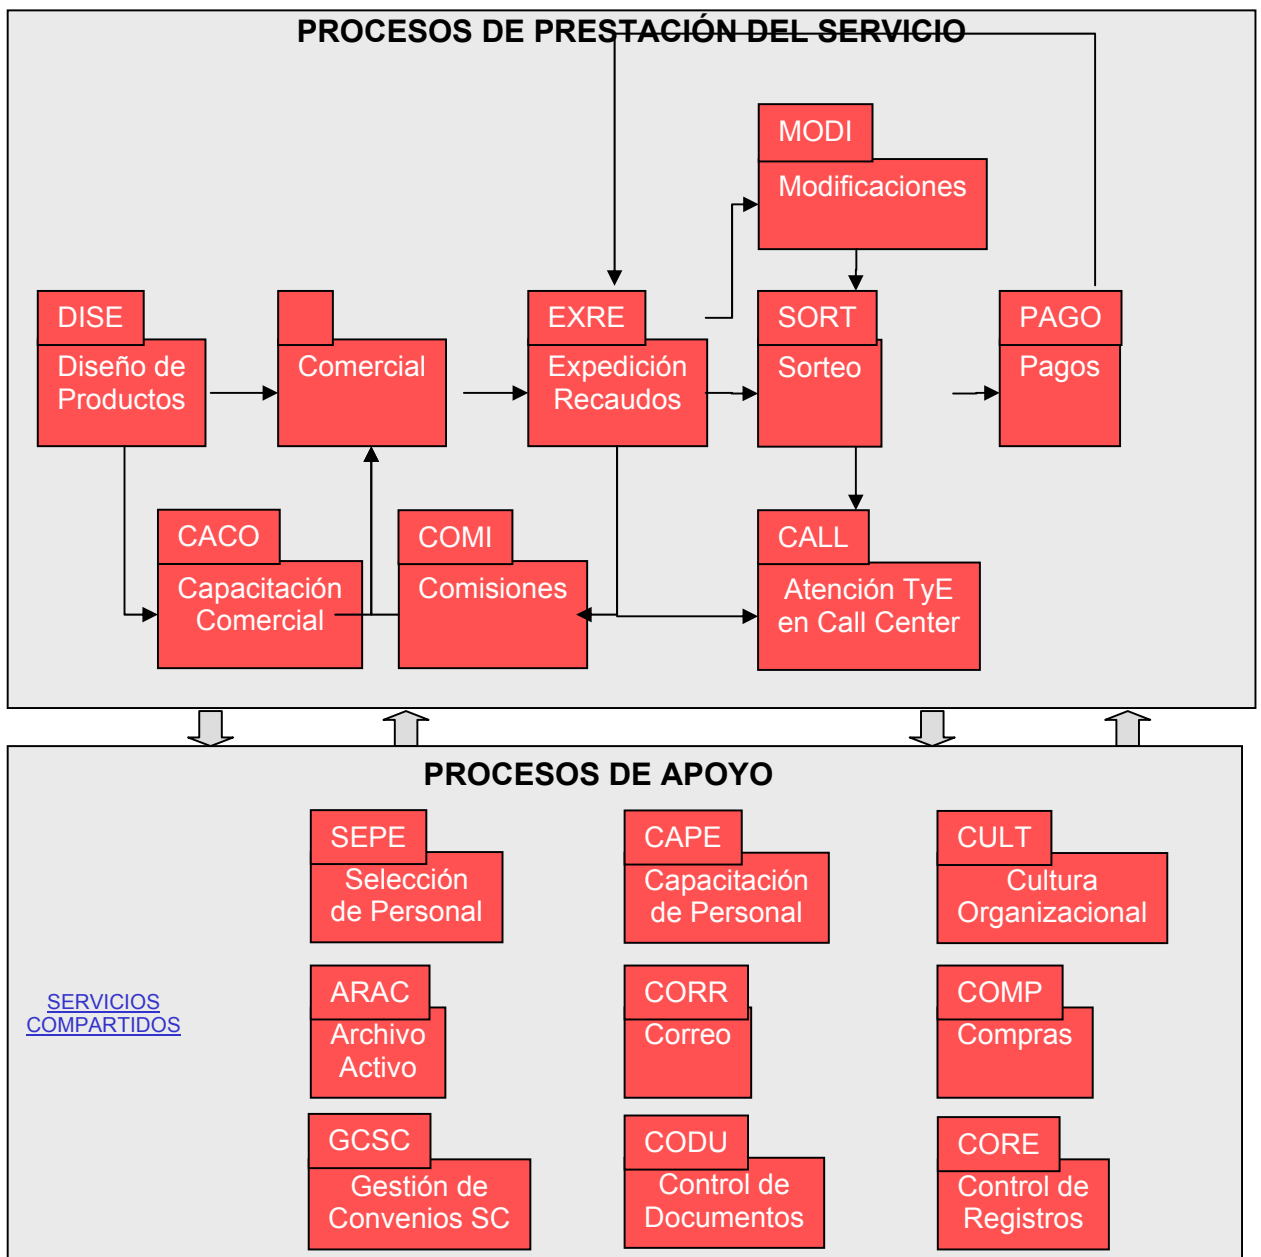 PROCESOS DE PRESTACIÓN DEL SERVICIO
MODI
Modificaciones
DISE
Diseño de
Productos
Comercial
EXRE
Expedición
Recaudos
SORT
Sorteo
PAGO
Pagos
CACO
Capacitación
Comercial
COMI
Comisiones
CALL
Atención TyE
en Call Center
PROCESOS DE APOYO
SERVICIOS
COMPARTIDOS
SEPE
Selección
de Personal
CAPE
Capacitación
de Personal
CULT
Cultura
Organizacional
ARAC
Archivo
Activo
CORR
Correo
COMP
Compras
GCSC
Gestión de
Convenios SC
CODU
Control de
Documentos
CORE
Control de
Registros